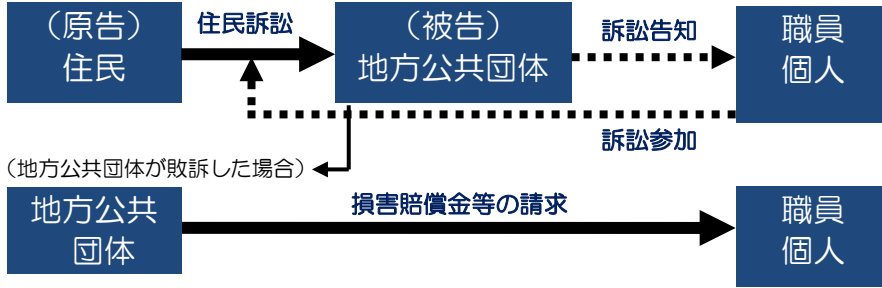 （原告）
住民
住民訴訟
（被告）
地方公共団体
訴訟告知
職員
個人
訴訟参加
（地方公共団体が敗訴した場合）
地方公共
団体
損害賠償金等の請求
職員
個人